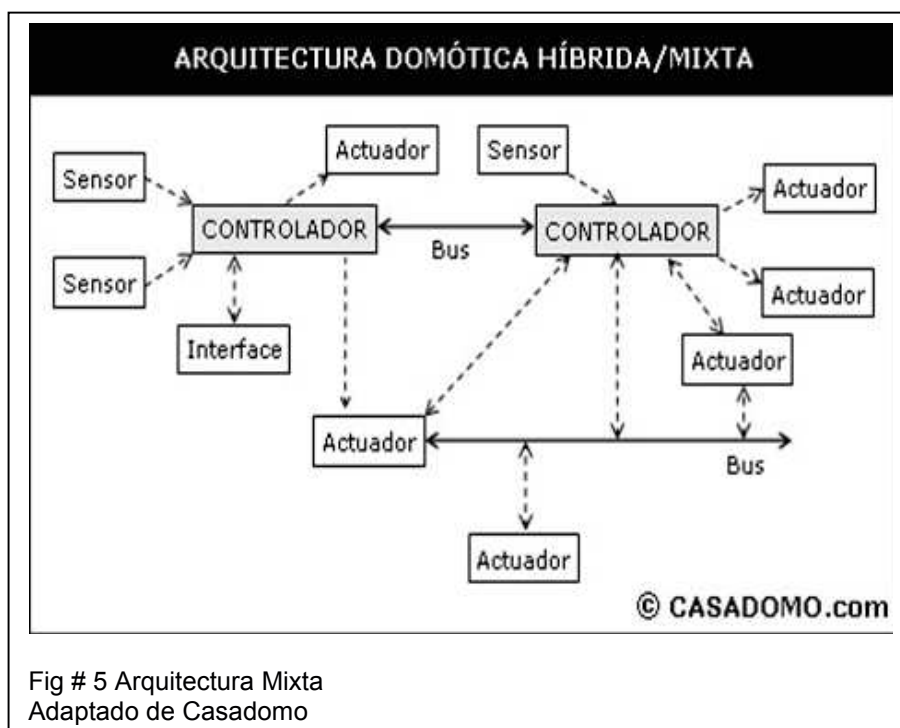 ARQUITECTURA DOMÓTICA HÍBRIDA/MIXTA
Actuador
Sensor
Sensor
Actuador
CONTROLADOR
CONTROLADOR
Bus
Sensor
Actuador
Interface
Actuador
Actuador
Bus
Actuador
© CASADOMO.com
Fig # 5 Arquitectura Mixta
Adaptado de Casadomo